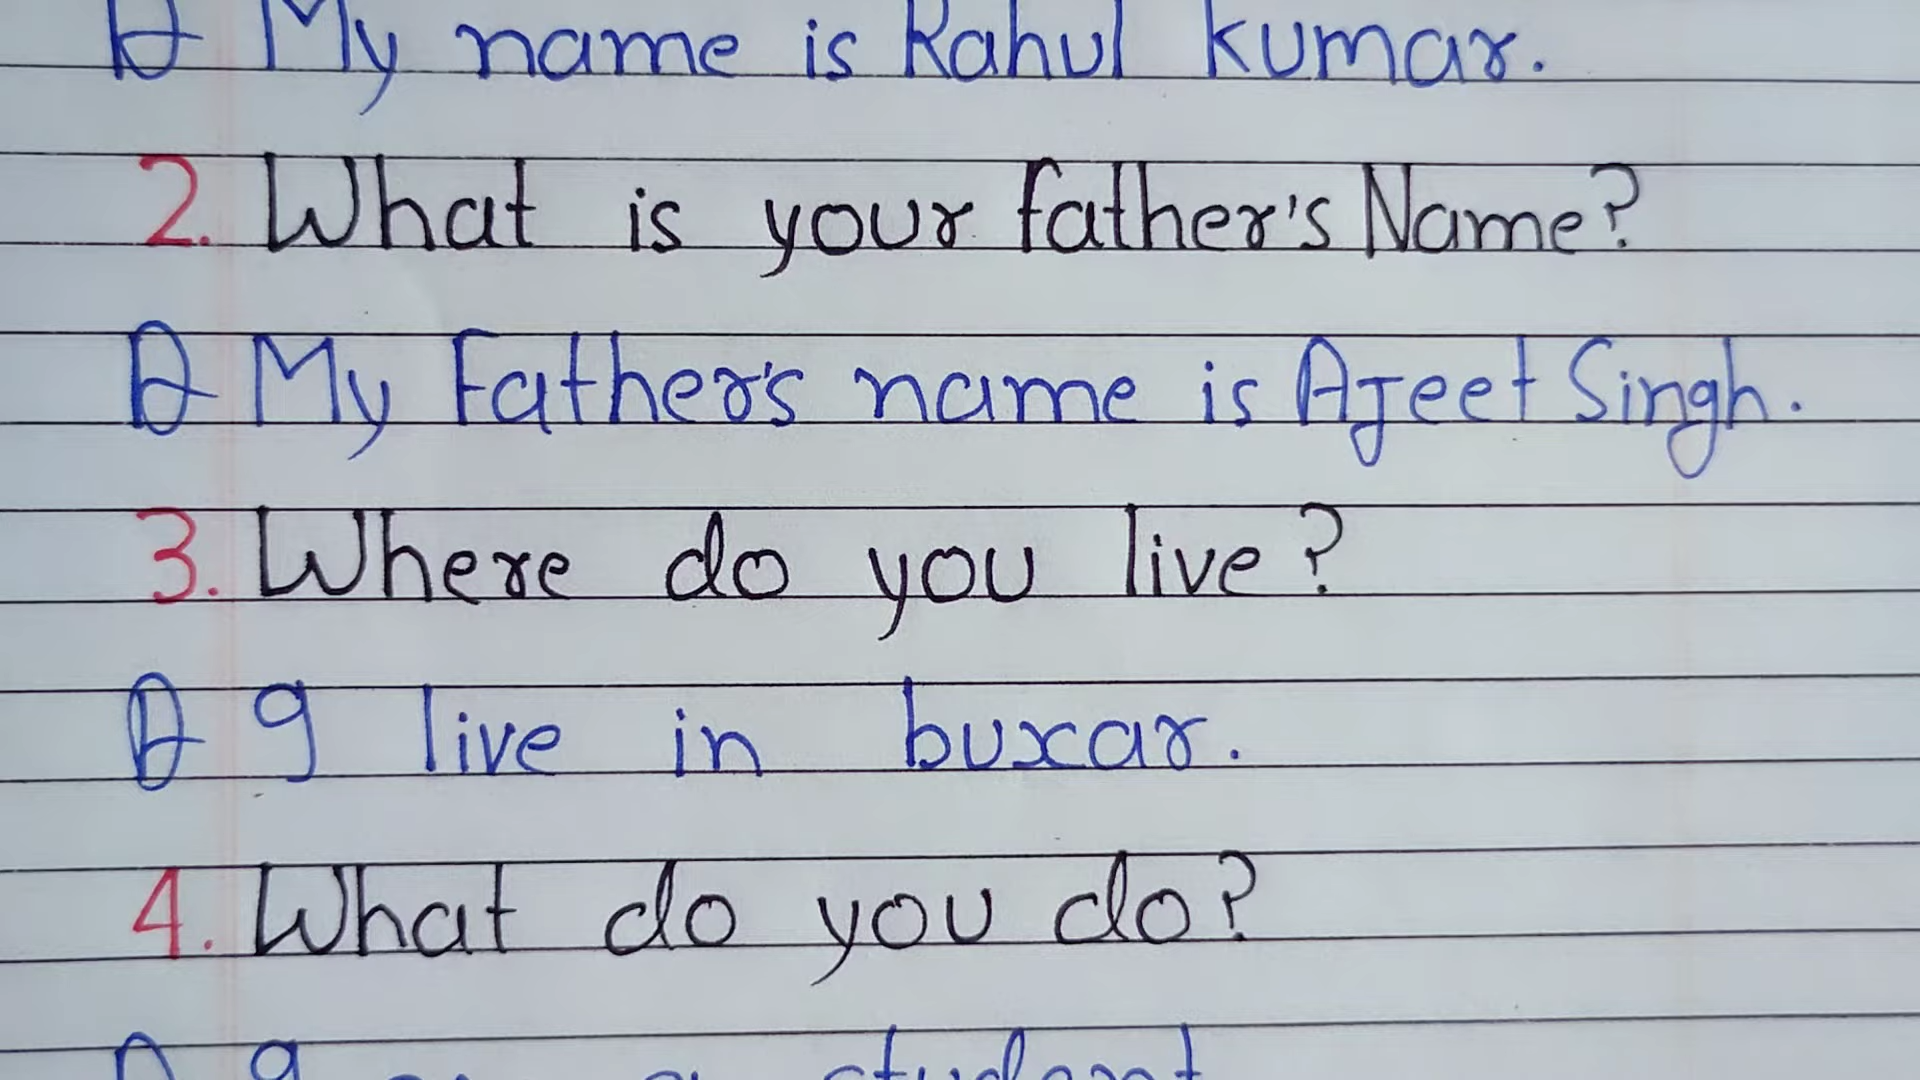 A My name is Rahul kumar.
2. What is your father's Name?
A My Father's name is Ajeet Singh.
3. Where do you live?
A I live in buxar.
4. What do you do?
A I a student